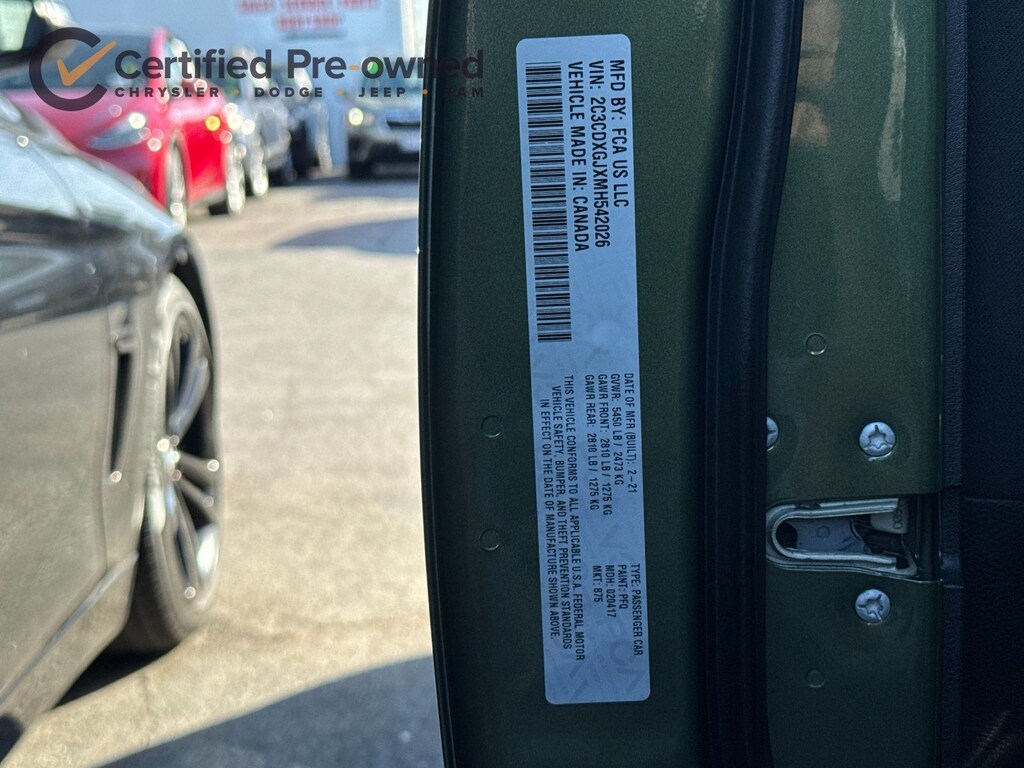 Certified Pre-owned
CHRYSLER DODGE JEEP RAM
MFD BY: FCA US LLC
VIN: 2C3CDXGJXMH542026
VEHICLE MADE IN: CANADA
DATE OF MFR (BUILT): 2-21
GVWR: 5450 LB / 2473 KG
GAWR FRONT: 2810 LB / 1275 KG
GAWR REAR: 2810 LB / 1275 KG
THIS VEHICLE CONFORMS TO ALL APPLICABLE U.S.A. FEDERAL MOTOR
VEHICLE SAFETY, BUMPER, AND THEFT PREVENTION STANDARDS
IN EFFECT ON THE DATE OF MANUFACTURE SHOWN ABOVE.
TYPE: PASSENGER CAR
PAINT: PFQ
MDH: 020417
MKT: 875